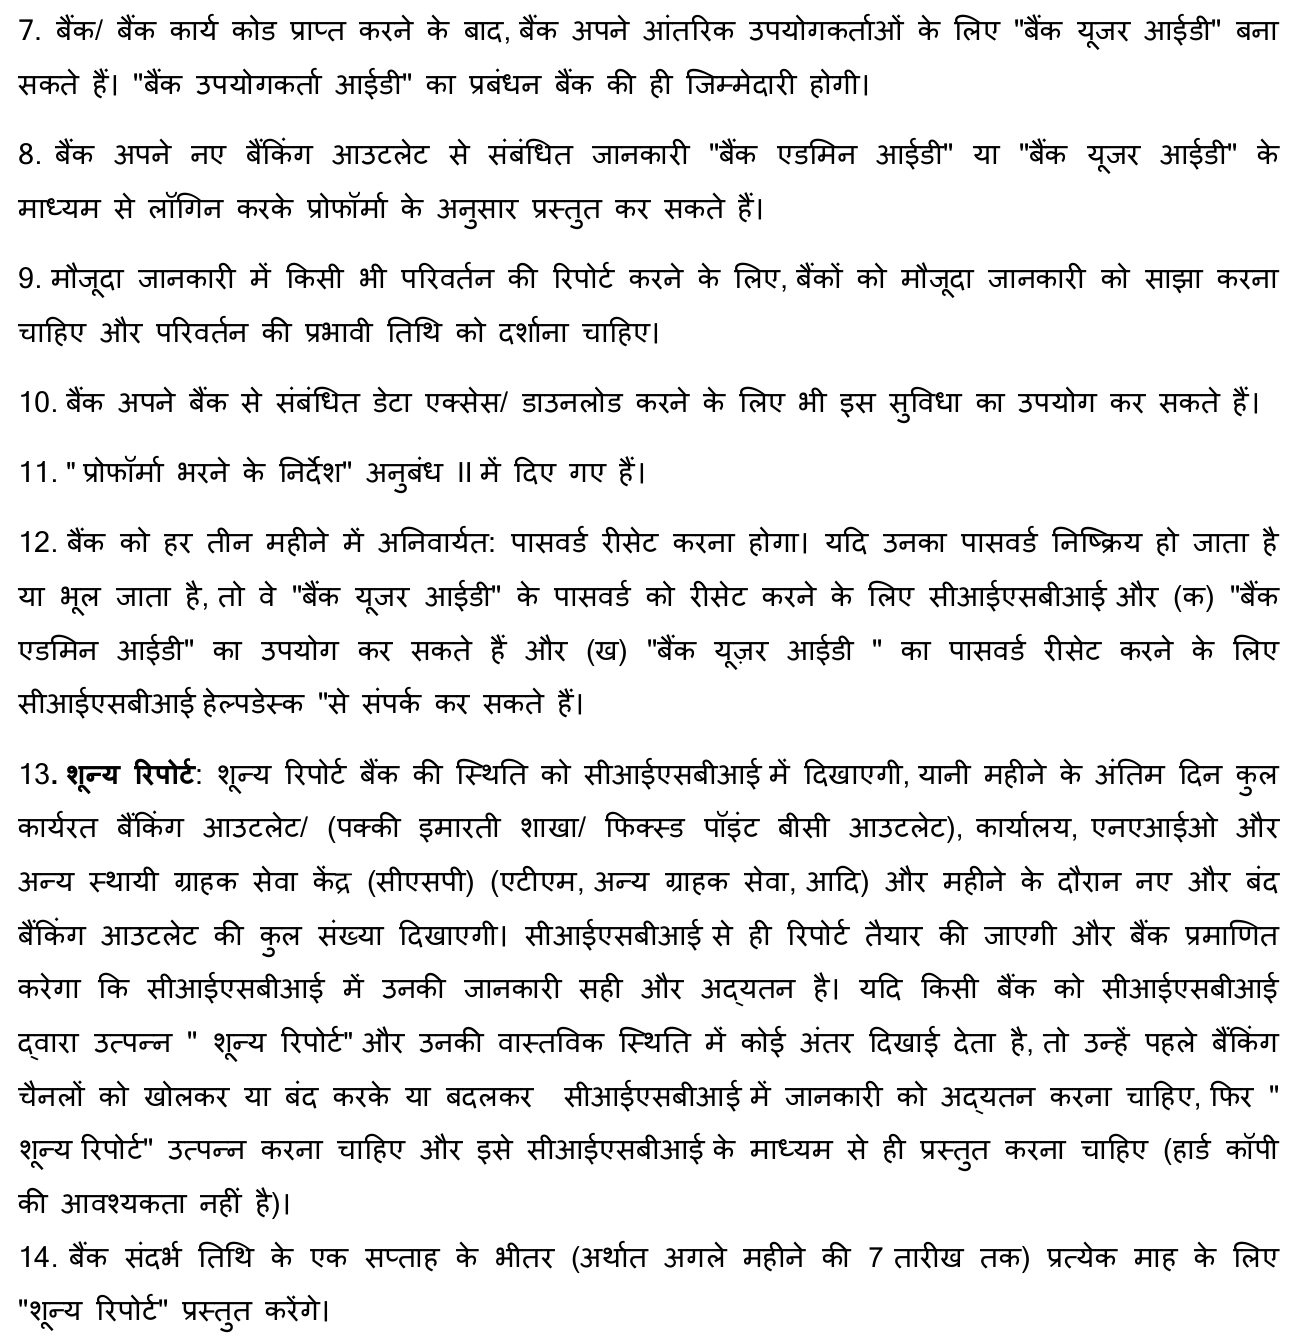 7. बैंक/ बैंक कार्य कोड प्राप्त करने के बाद, बैंक अपने आंतरिक उपयोगकर्ताओं के लिए "बैंक यूजर आईडी" बना
सकते हैं। "बैंक उपयोगकर्ता आईडी" का प्रबंधन बैंक की ही जिम्मेदारी होगी।
8. बैंक अपने नए बैंकिंग आउटलेट से संबंधित जानकारी "बैंक एडमिन आईडी" या "बैंक यूजर आईडी" के
माध्यम से लॉगिन करके प्रोफॉर्मा के अनुसार प्रस्तुत कर सकते हैं।
9. मौजूदा जानकारी में किसी भी परिवर्तन की रिपोर्ट करने के लिए, बैंकों को मौजूदा जानकारी को साझा करना
चाहिए और परिवर्तन की प्रभावी तिथि को दर्शाना चाहिए।
10. बैंक अपने बैंक से संबंधित डेटा एक्सेस/ डाउनलोड करने के लिए भी इस सुविधा का उपयोग कर सकते हैं।
11. " प्रोफॉर्मा भरने के निर्देश" अनुबंध II में दिए गए हैं।
12. बैंक को हर तीन महीने में अनिवार्यत: पासवर्ड रीसेट करना होगा। यदि उनका पासवर्ड निष्क्रिय हो जाता है
या भूल जाता है, तो वे "बैंक यूजर आईडी" के पासवर्ड को रीसेट करने के लिए सीआईएसबीआई और (क) "बैंक
एडमिन आईडी" का उपयोग कर सकते हैं और (ख) "बैंक यूज़र आईडी " का पासवर्ड रीसेट करने के लिए
सीआईएसबीआई हेल्पडेस्क "से संपर्क कर सकते हैं।
13. शून्य रिपोर्ट: शून्य रिपोर्ट बैंक की स्थिति को सीआईएसबीआई में दिखाएगी, यानी महीने के अंतिम दिन कुल
कार्यरत बैंकिंग आउटलेट/ (पक्की इमारती शाखा/ फिक्स्ड पॉइंट बीसी आउटलेट), कार्यालय, एनएआईओ और
अन्य स्थायी ग्राहक सेवा केंद्र (सीएसपी) (एटीएम, अन्य ग्राहक सेवा, आदि) और महीने के दौरान नए और बंद
बैंकिंग आउटलेट की कुल संख्या दिखाएगी। सीआईएसबीआई से ही रिपोर्ट तैयार की जाएगी और बैंक प्रमाणित
करेगा कि सीआईएसबीआई में उनकी जानकारी सही और अद्यतन है। यदि किसी बैंक को सीआईएसबीआई
द्वारा उत्पन्न " शून्य रिपोर्ट" और उनकी वास्तविक स्थिति में कोई अंतर दिखाई देता है, तो उन्हें पहले बैंकिंग
चैनलों को खोलकर या बंद करके या बदलकर सीआईएसबीआई में जानकारी को अद्यतन करना चाहिए, फिर "
शून्य रिपोर्ट" उत्पन्न करना चाहिए और इसे सीआईएसबीआई के माध्यम से ही प्रस्तुत करना चाहिए (हार्ड कॉपी
की आवश्यकता नहीं है)।
14. बैंक संदर्भ तिथि के एक सप्ताह के भीतर (अर्थात अगले महीने की 7 तारीख तक) प्रत्येक माह के लिए
"शून्य रिपोर्ट" प्रस्तुत करेंगे।